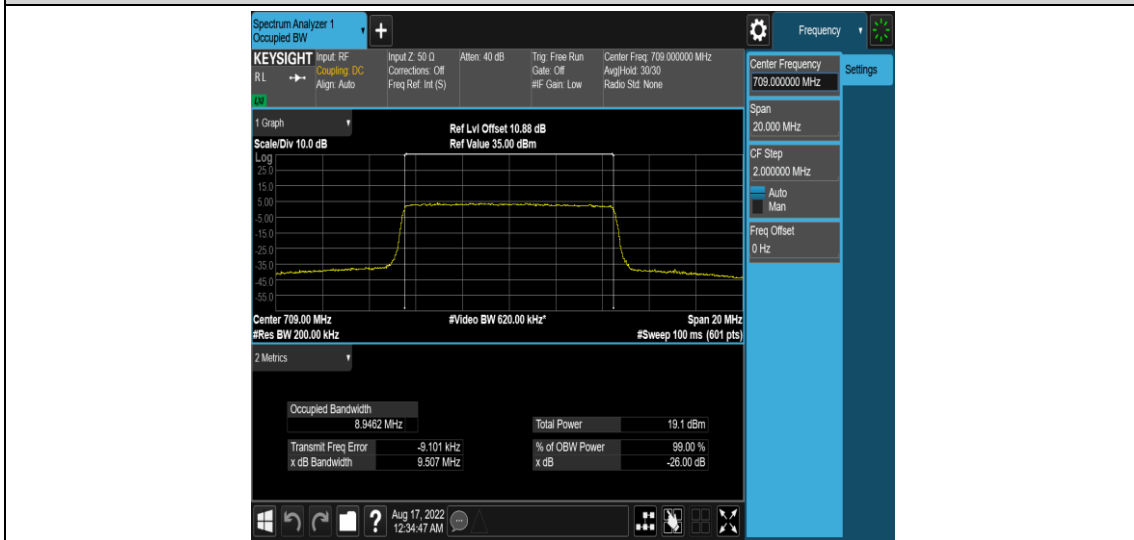 Spectrum Analyzer 1
Occupied BW
Frequency
KEYSIGHT
RL
LXI
Input: RF
Coupling: DC
Align: Auto
Input Z: 50 Ω
Corrections: Off
Freq Ref: Int (S)
Atten: 40 dB
Trig: Free Run
Gate: Off
#IF Gain: Low
Center Freq: 709.000000 MHz
Avg|Hold: 30/30
Radio Std: None
Center Frequency
709.000000 MHz
Settings
Span
20.000 MHz
CF Step
2.000000 MHz
Auto
Man
Freq Offset
0 Hz
1 Graph
Scale/Div 10.0 dB
Ref Lvl Offset 10.88 dB
Ref Value 35.00 dBm
Log
25.0
15.0
5.00
-5.00
-15.0
-25.0
-35.0
-45.0
-55.0
Center 709.00 MHz
#Video BW 620.00 kHz*
Span 20 MHz
#Res BW 200.00 kHz
#Sweep 100 ms (601 pts)
2 Metrics
Occupied Bandwidth
8.9462 MHz
Total Power 19.1 dBm
Transmit Freq Error -9.101 kHz
% of OBW Power 99.00 %
x dB Bandwidth 9.507 MHz
x dB -26.00 dB
?
Aug 17, 2022
12:34:47 AM